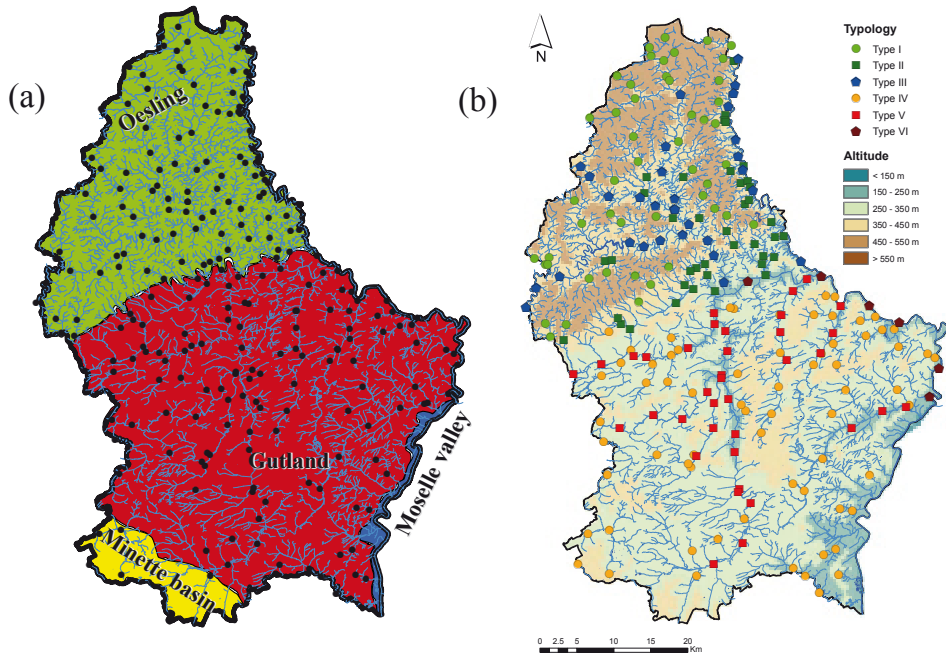 (a)
Oesling
Gutland
Moselle valley
Minette basin
(b)
N
Typology
Type I
Type II
Type III
Type IV
Type V
Type VI
Altitude
< 150 m
150 - 250 m
250 - 350 m
350 - 450 m
450 - 550 m
> 550 m
0 2.5 5 10 15 20
Km